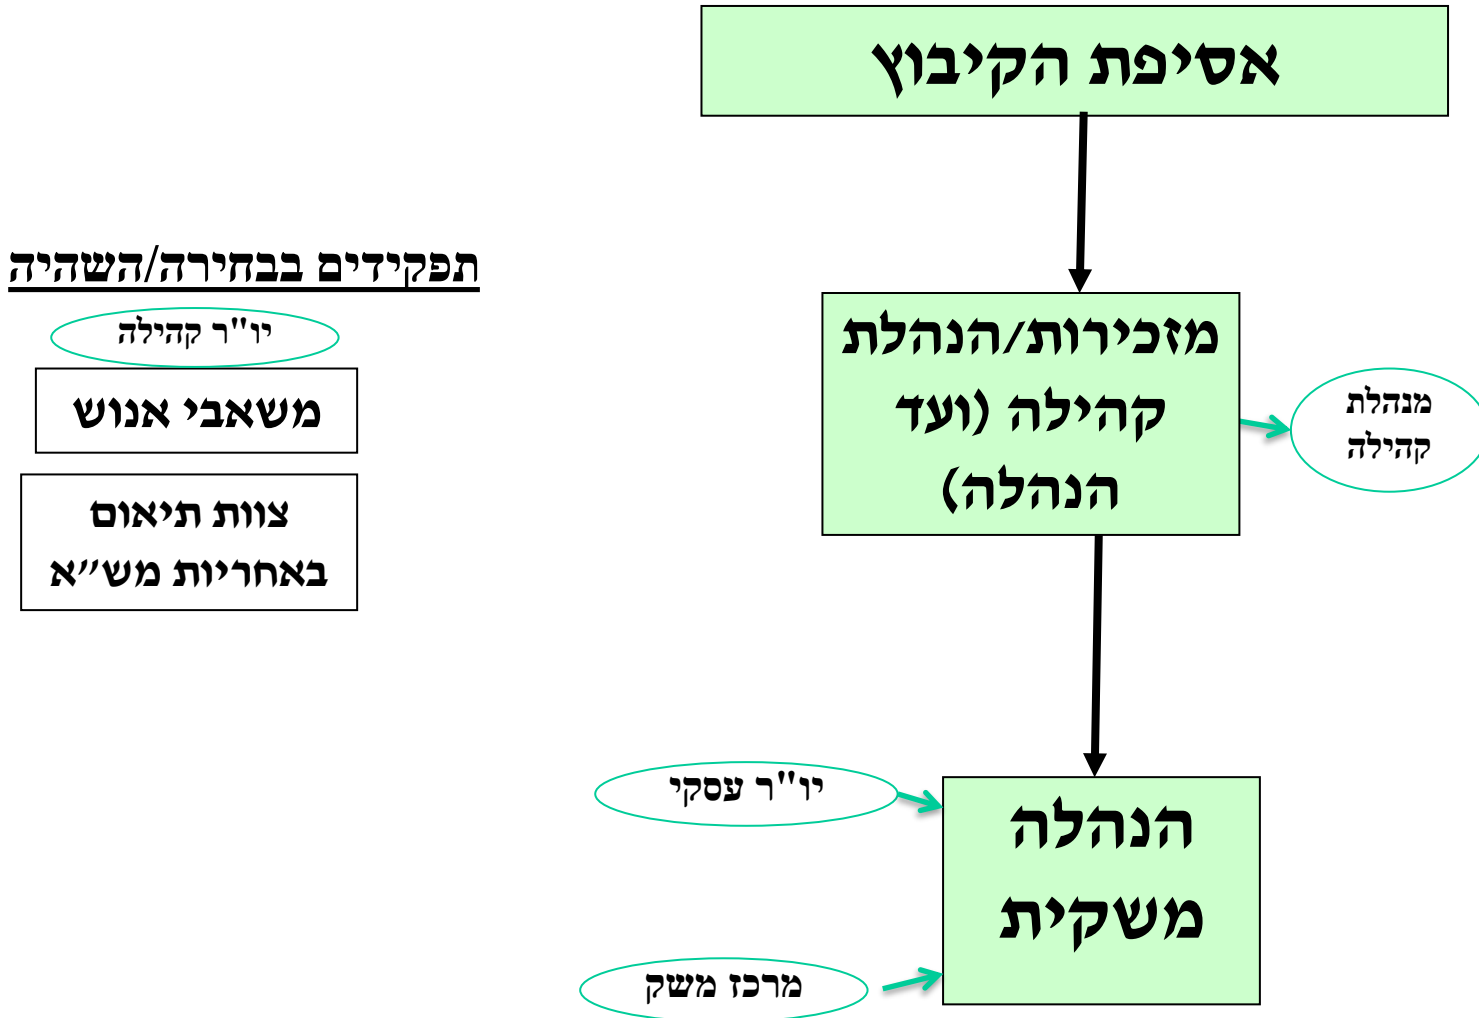 אסיפת הקיבוץ
תפקידים בבחירה/השהיה
יו"ר קהילה
משאבי אנוש
צוות תיאום
באחריות מש״א
מזכירות/הנהלת
קהילה (ועד
הנהלה)
מנהלת
קהילה
יו"ר עסקי
הנהלה
משקית
מרכז משק